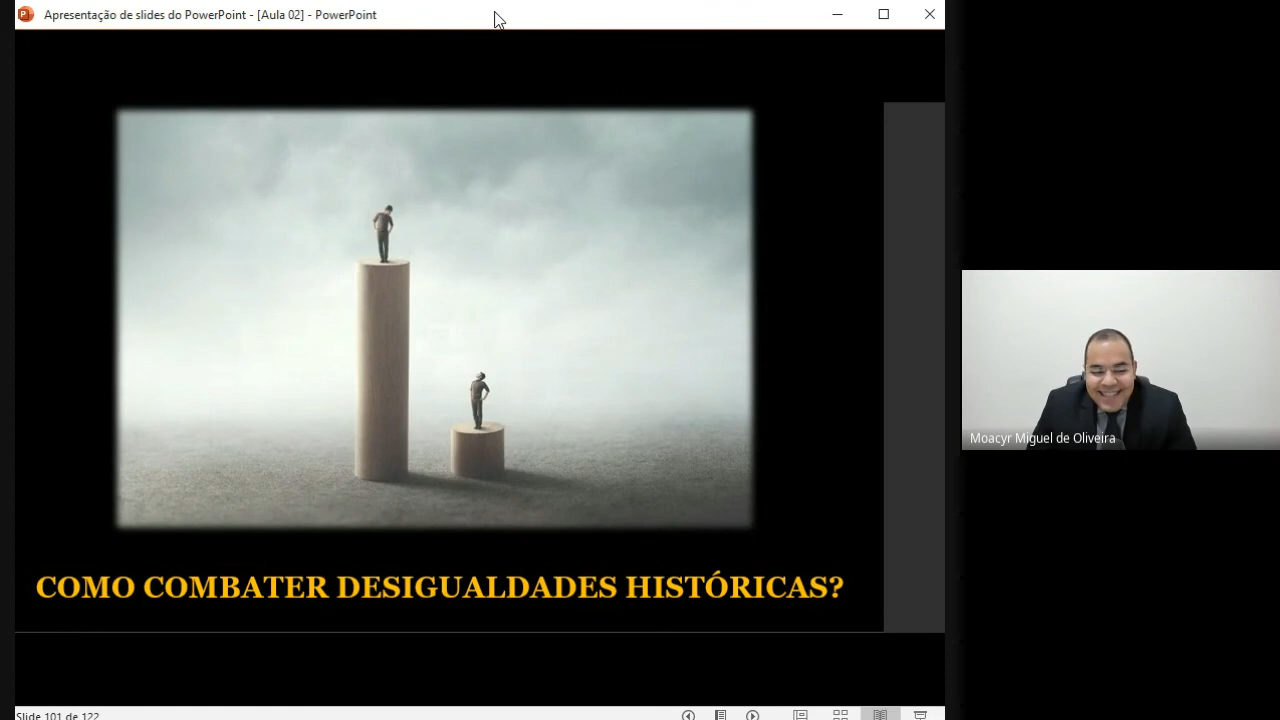 Apresentação de slides do PowerPoint - [Aula 02] - PowerPoint
COMO COMBATER DESIGUALDADES HISTÓRICAS?
Moacyr Miguel de Oliveira
Slide 101 de 122